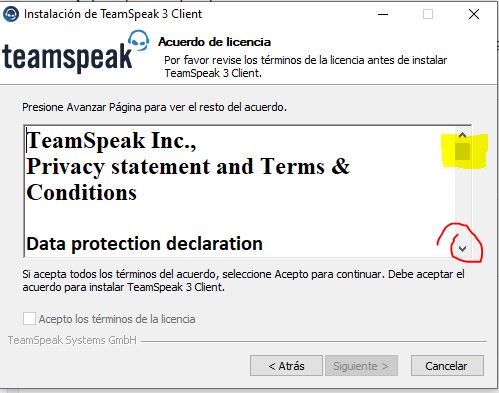 Instalación de TeamSpeak 3 Client
teamspeak
Acuerdo de licencia
Por favor revise los términos de la licencia antes de instalar
TeamSpeak 3 Client.
Presione Avanzar Página para ver el resto del acuerdo.
TeamSpeak Inc.,
Privacy statement and Terms &
Conditions
Data protection declaration
Si acepta todos los términos del acuerdo, seleccione Acepto para continuar. Debe aceptar el
acuerdo para instalar TeamSpeak 3 Client.
Acepto los términos de la licencia
TeamSpeak Systems GmbH
< Atrás
Siguiente >
Cancelar